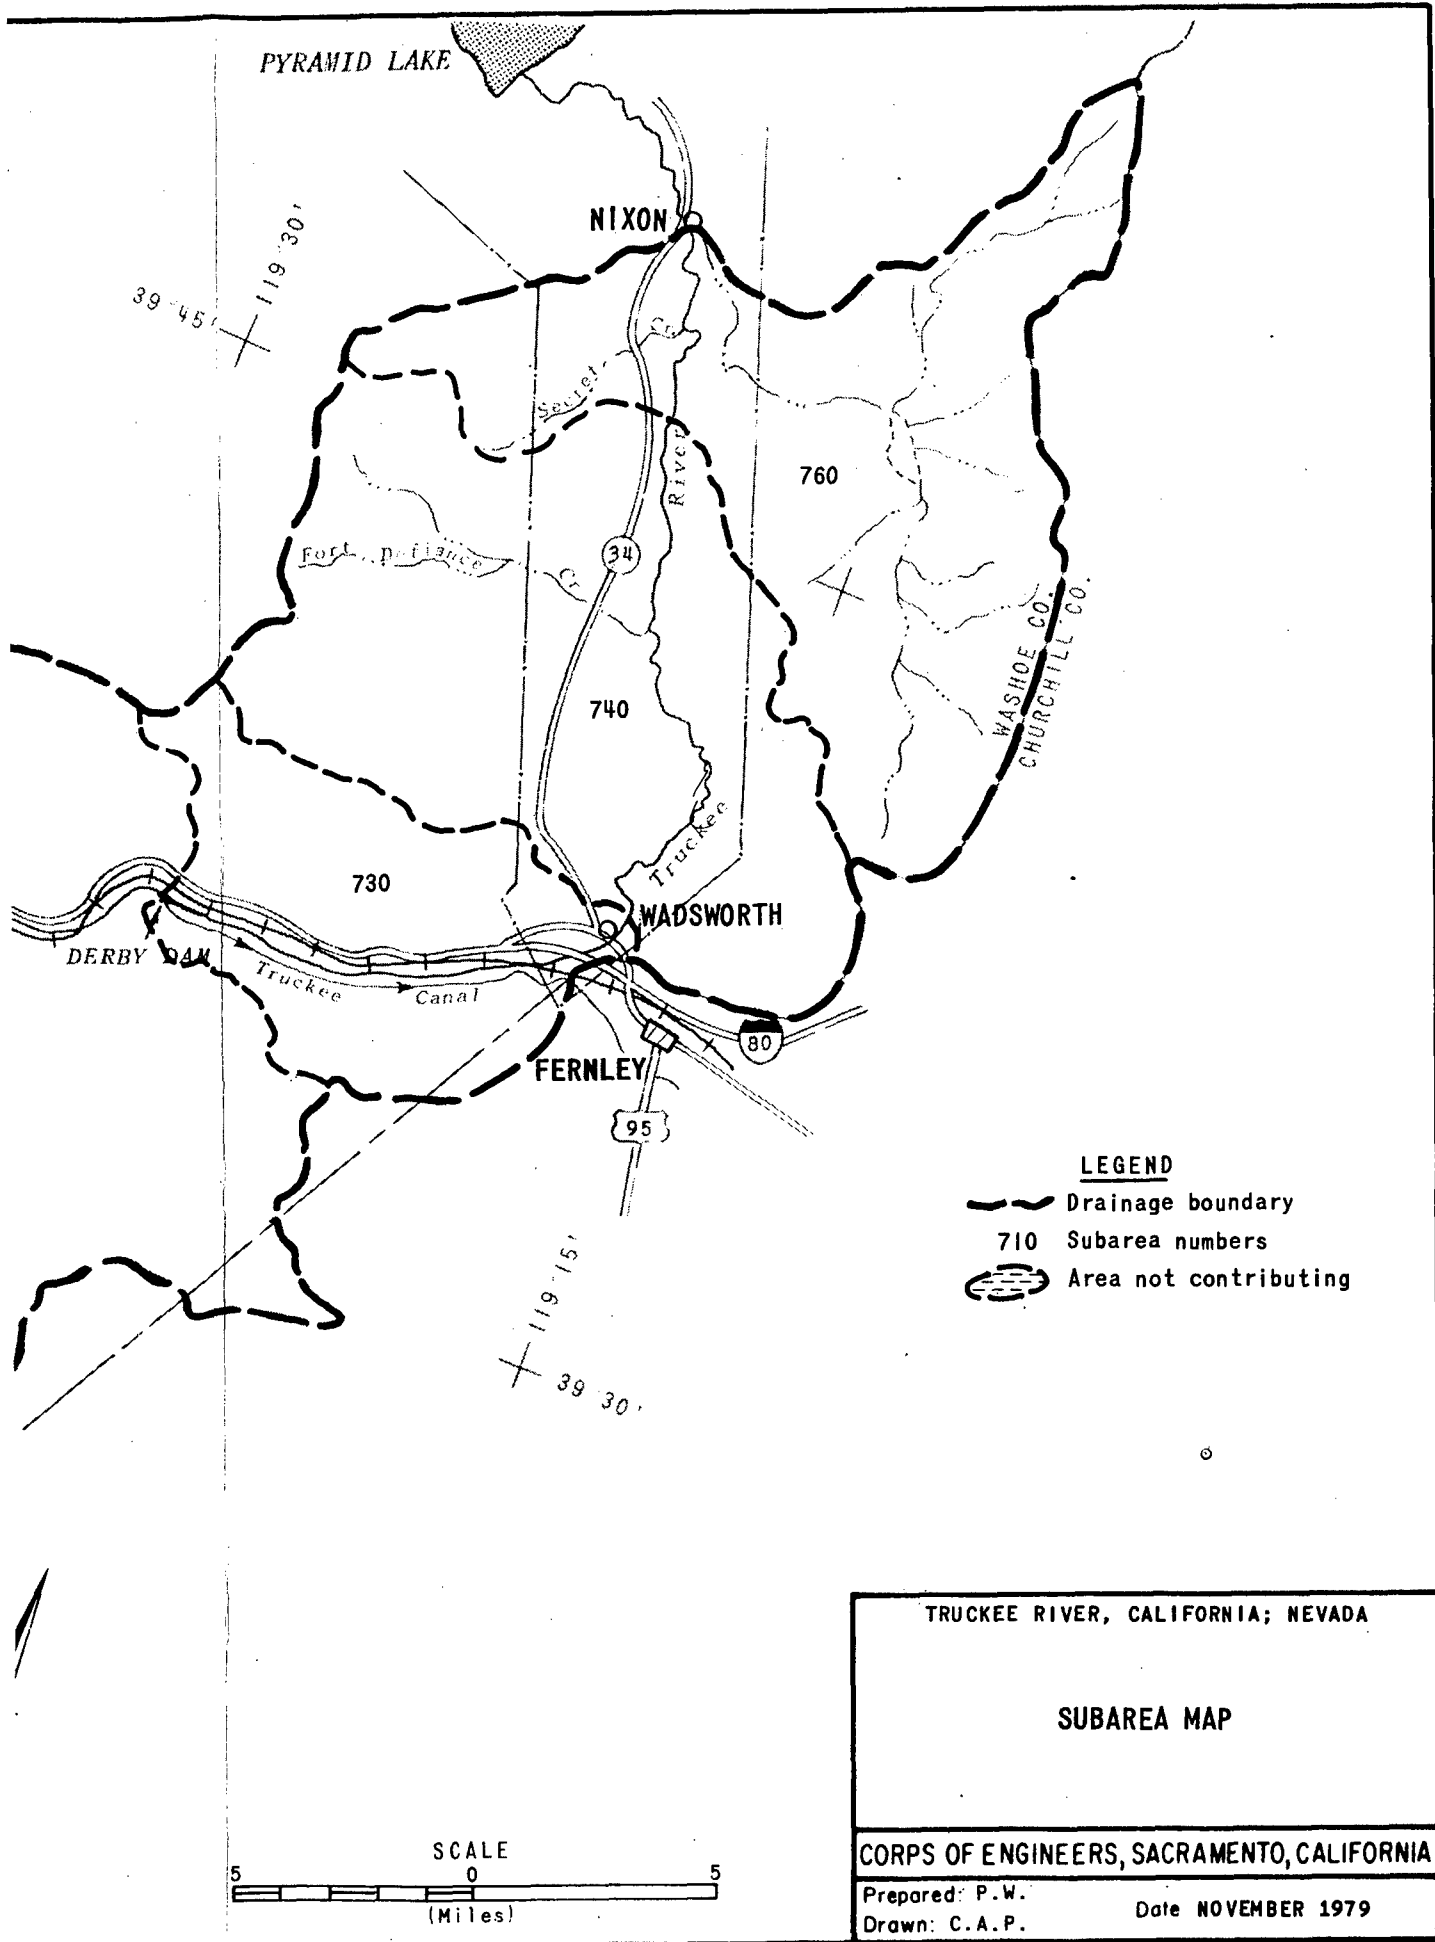 PYRAMID LAKE
NIXON
119°30'
39°45'
Secret Cr.
River
760
Fort Defiance Cr.
34
WASHOE CO.
CHURCHILL CO.
740
Truckee
730
WADSWORTH
DERBY DAM
Truckee Canal
80
FERNLEY
95
LEGEND
Drainage boundary
710 Subarea numbers
Area not contributing
119°15'
39°30'
TRUCKEE RIVER, CALIFORNIA; NEVADA
SUBAREA MAP
SCALE
5 0 5
(Miles)
CORPS OF ENGINEERS, SACRAMENTO, CALIFORNIA
Prepared: P.W.
Drawn: C.A.P.
Date NOVEMBER 1979